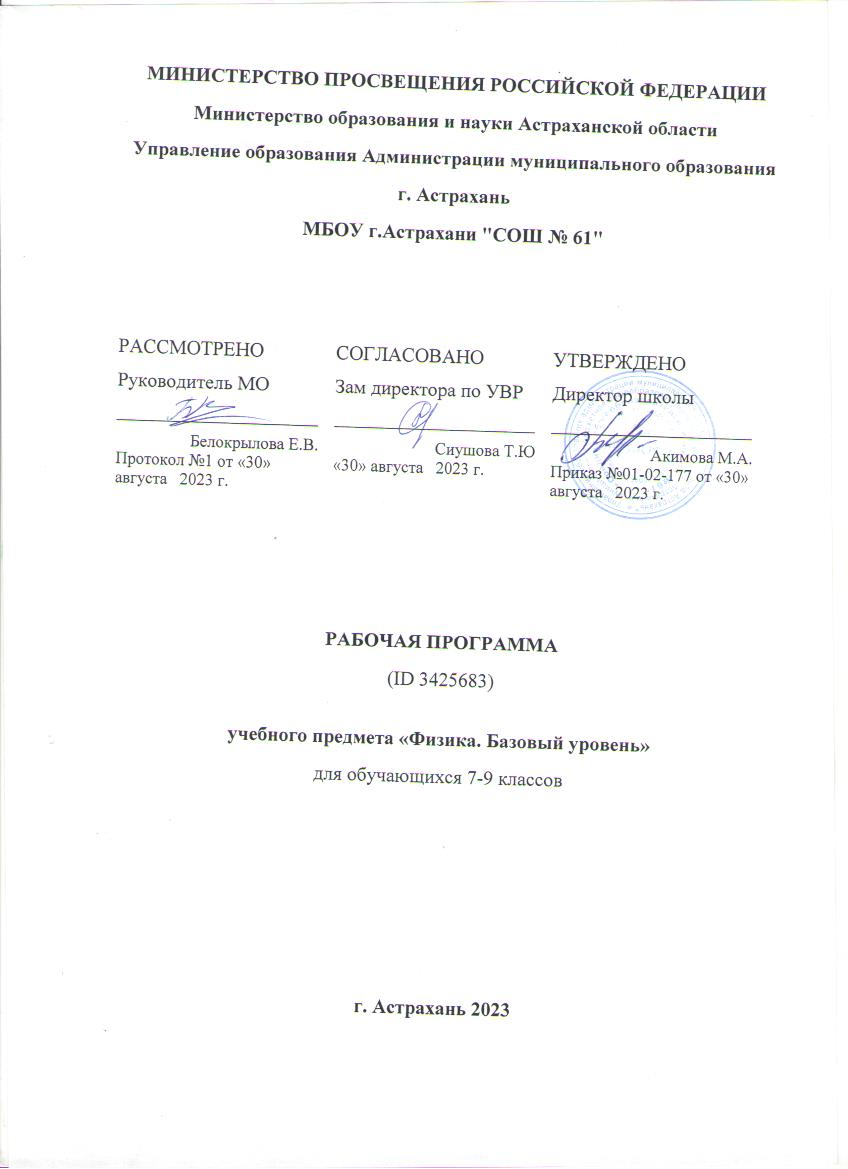 МИНИСТЕРСТВО ПРОСВЕЩЕНИЯ РОССИЙСКОЙ ФЕДЕРАЦИИ
Министерство образования и науки Астраханской области
Управление образования Администрации муниципального образования
г. Астрахань
МБОУ г.Астрахани "СОШ № 61"
РАССМОТРЕНО
Руководитель МО
Белокрылова Е.В.
Протокол №1 от «30»
августа 2023 г.
СОГЛАСОВАНО
Зам директора по УВР
Сиушова Т.Ю
«30» августа 2023 г.
УТВЕРЖДЕНО
Директор школы
Акимова М.А.
Приказ №01-02-177 от «30»
августа 2023 г.
РАБОЧАЯ ПРОГРАММА
(ID 3425683)
учебного предмета «Физика. Базовый уровень»
для обучающихся 7-9 классов
г. Астрахань 2023